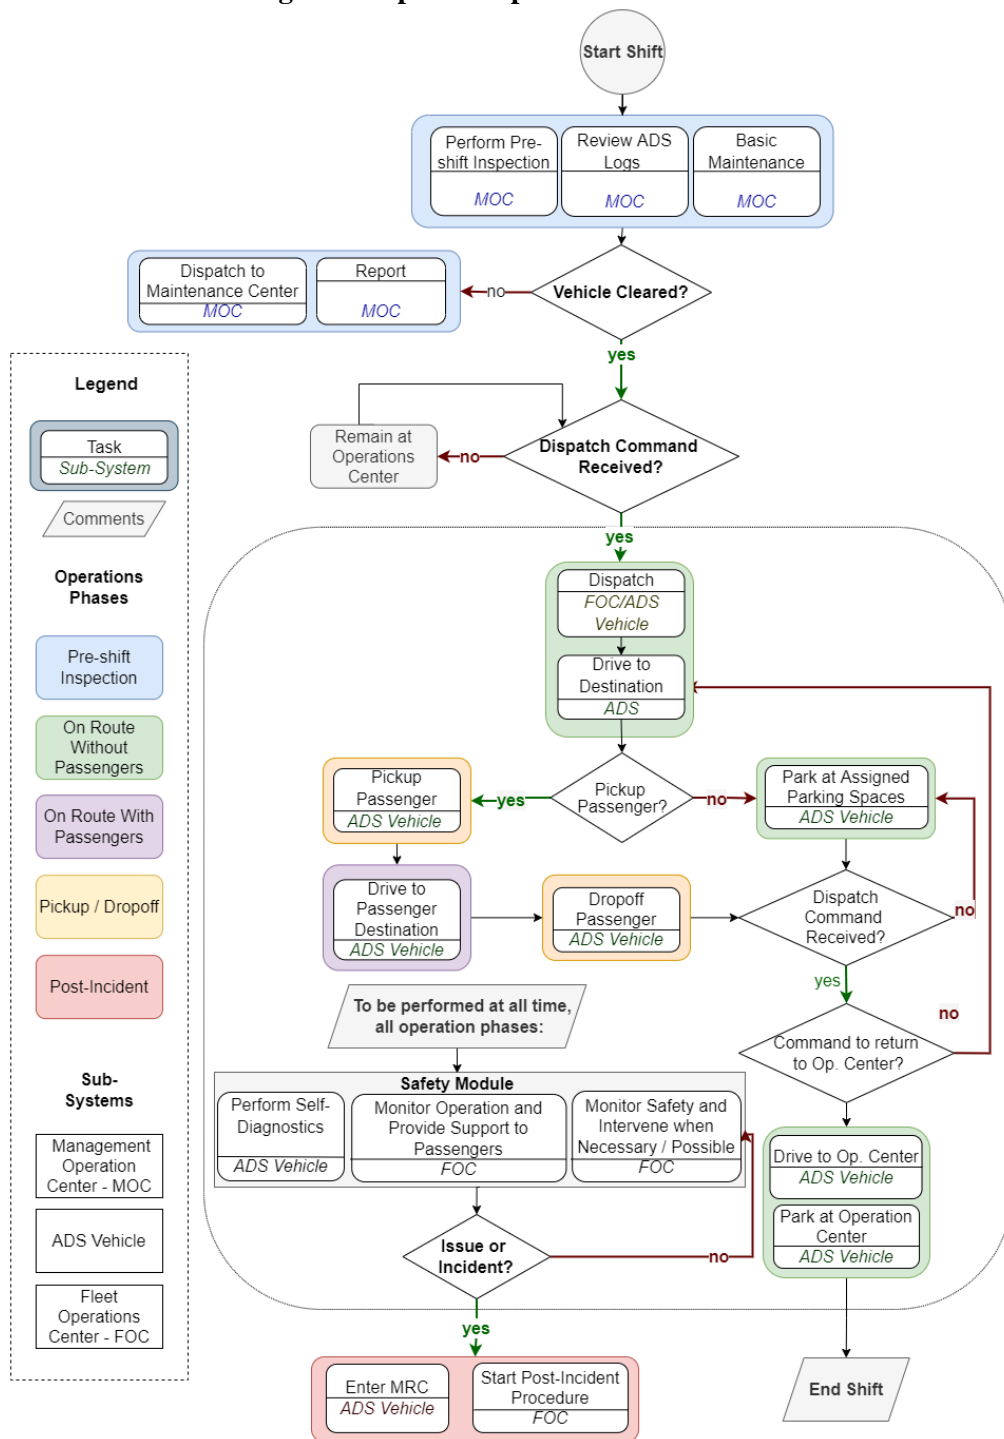 Start Shift
Perform Pre-
shift Inspection
MOC
Review ADS
Logs
MOC
Basic
Maintenance
MOC
Dispatch to
Maintenance Center
MOC
Report
MOC
no
Vehicle Cleared?
yes
Legend
Task
Sub-System
Comments
Operations
Phases
Pre-shift
Inspection
On Route
Without
Passengers
On Route With
Passengers
Pickup / Dropoff
Post-Incident
Sub-
Systems
Management
Operation
Center - MOC
ADS Vehicle
Fleet
Operations
Center - FOC
Remain at
Operations
Center
no
Dispatch Command
Received?
yes
Dispatch
FOC/ADS
Vehicle
Drive to
Destination
ADS
Pickup
Passenger
ADS Vehicle
yes
Pickup
Passenger?
no
Park at Assigned
Parking Spaces
ADS Vehicle
Drive to
Passenger
Destination
ADS Vehicle
Dropoff
Passenger
ADS Vehicle
Dispatch
Command
Received?
no
yes
To be performed at all time,
all operation phases:
no
Command to return
to Op. Center?
Safety Module
Perform Self-
Diagnostics
ADS Vehicle
Monitor Operation and
Provide Support to
Passengers
FOC
Monitor Safety and
Intervene when
Necessary / Possible
FOC
Drive to Op. Center
ADS Vehicle
Park at Operation
Center
ADS Vehicle
Issue or
Incident?
no
yes
Enter MRC
ADS Vehicle
Start Post-Incident
Procedure
FOC
End Shift